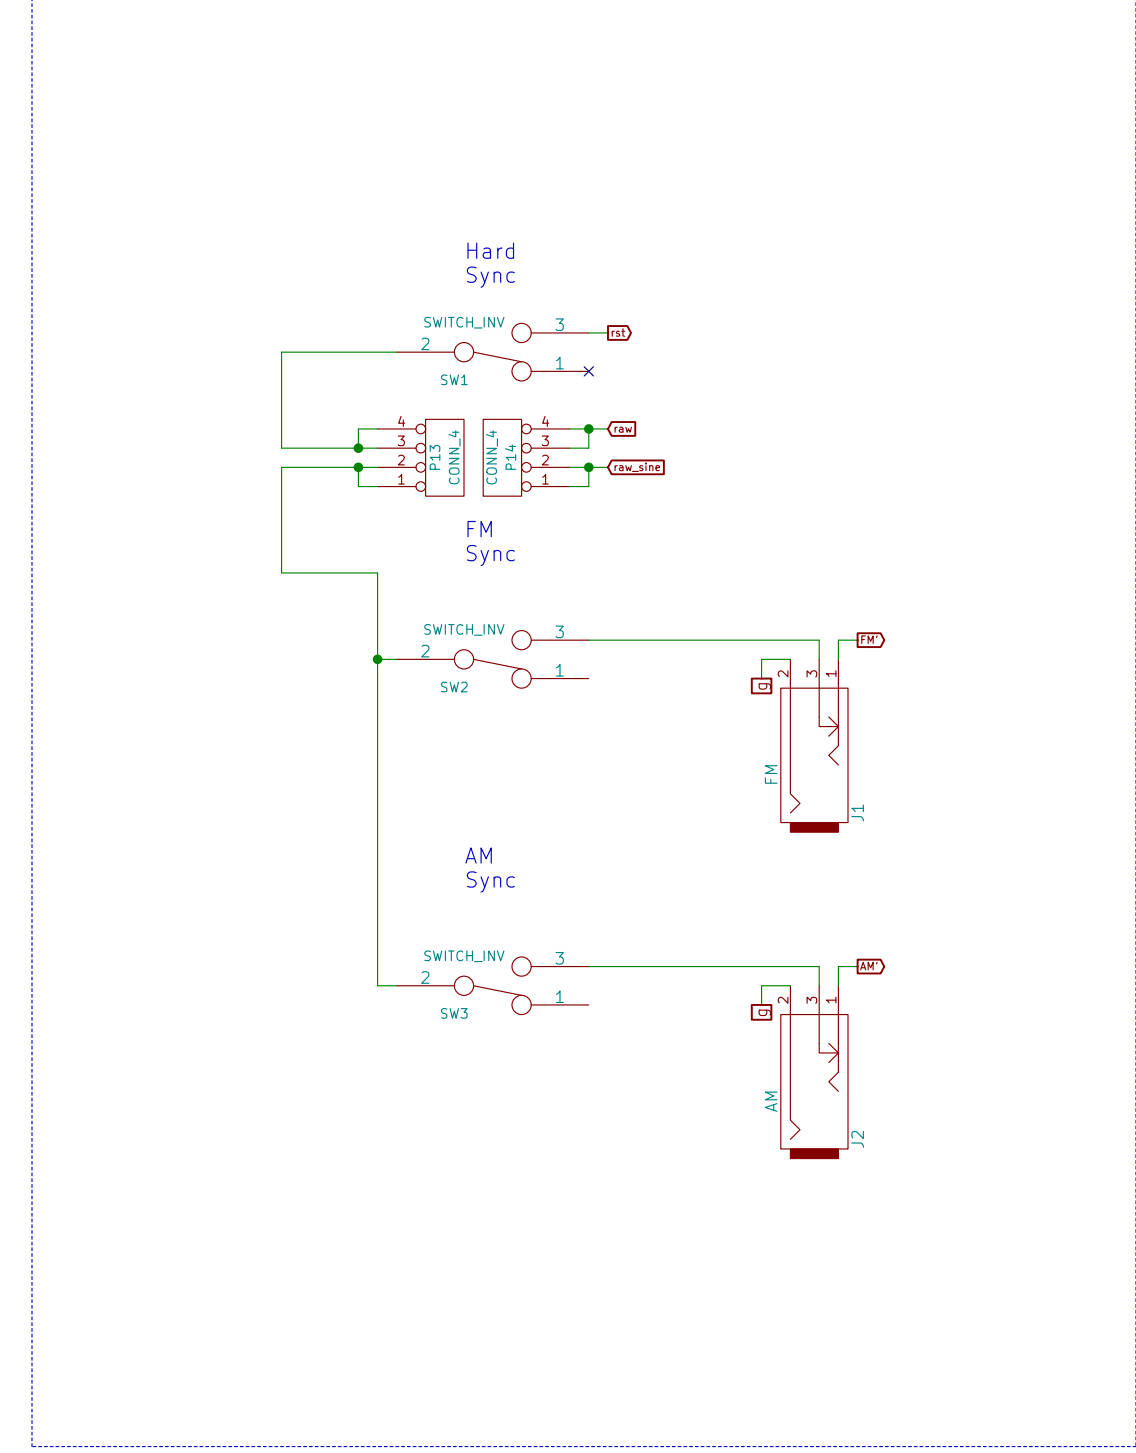 Hard
Sync
SWITCH_INV
3
rst
2
1
SW1
4
4
raw
3
3
2
2
raw_sine
1
1
P13
CONN_4
CONN_4
P14
FM
Sync
SWITCH_INV
3
FM'
2
1
SW2
g
2
3
1
FM
J1
AM
Sync
SWITCH_INV
3
AM'
2
1
SW3
g
2
3
1
AM
J2